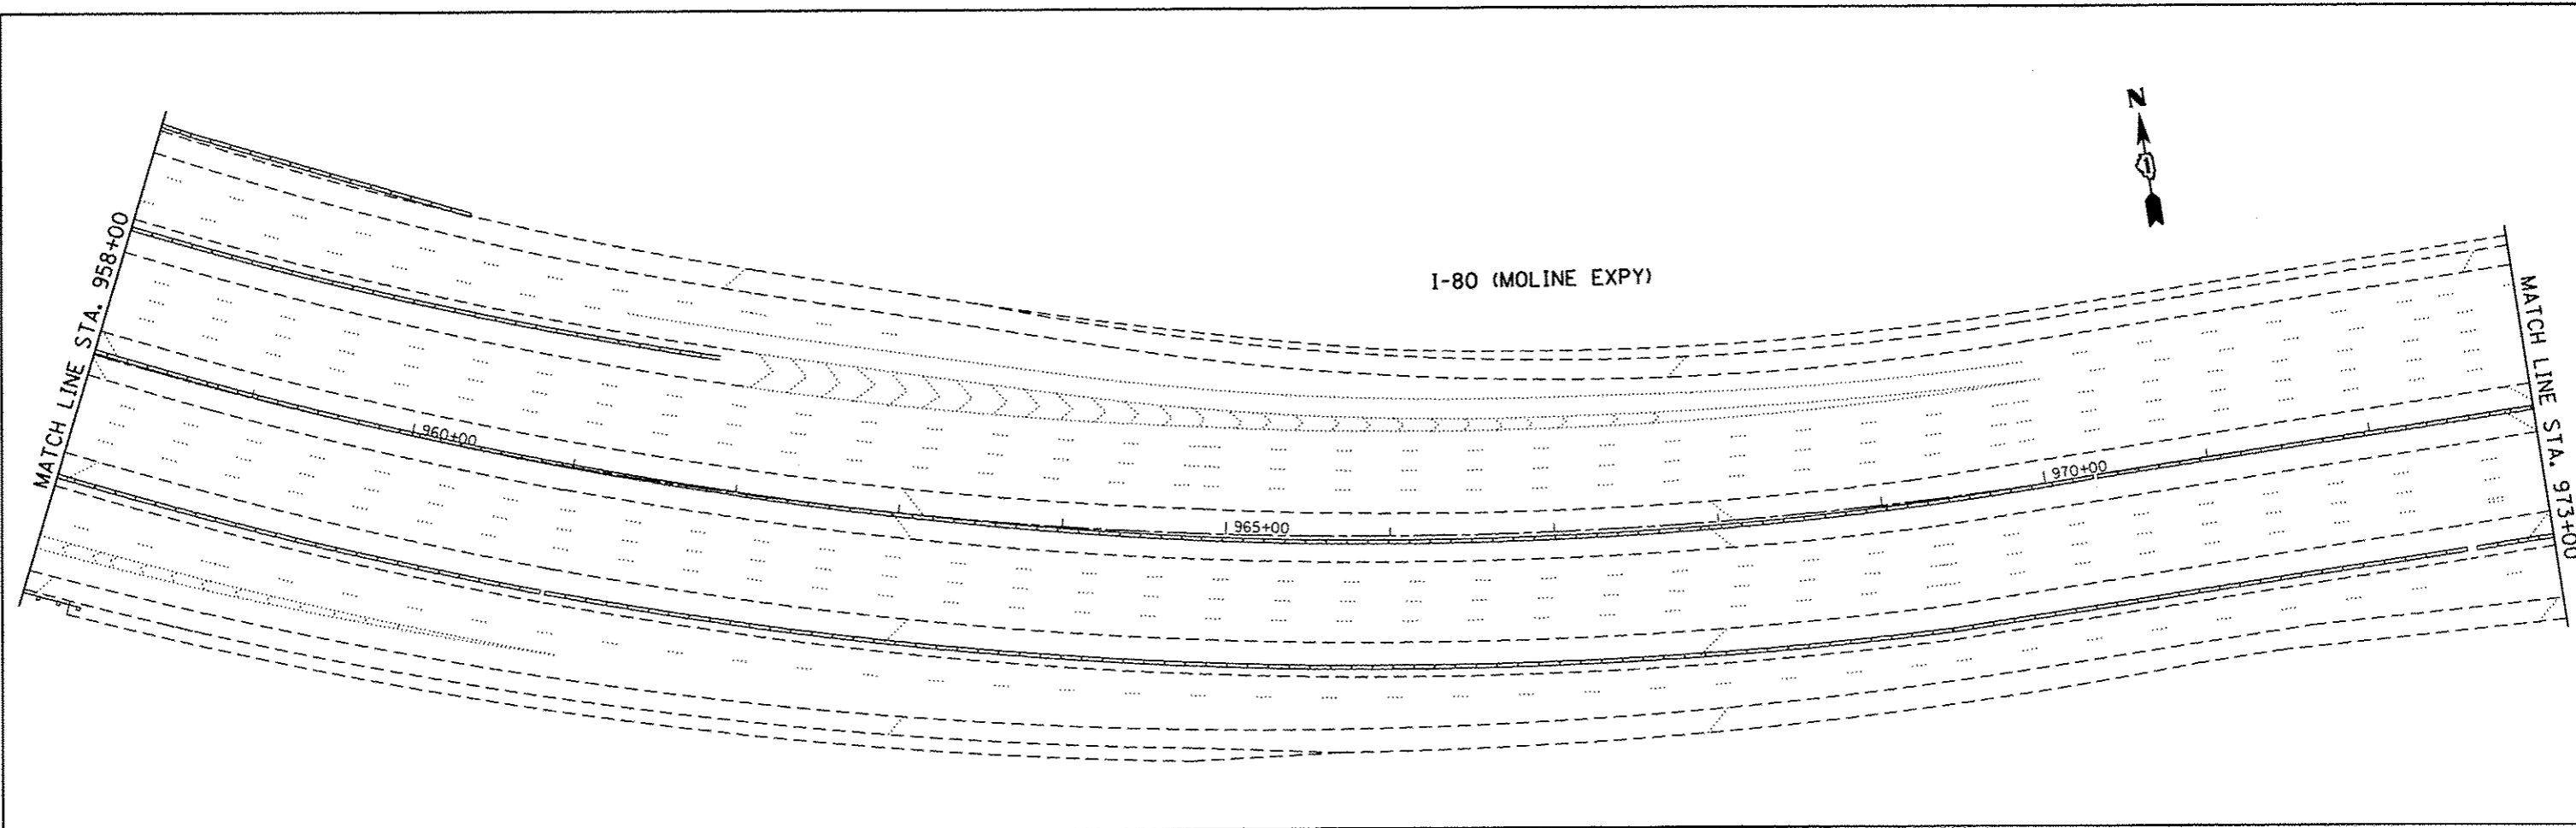 N
I-80 (MOLINE EXPY)
MATCH LINE STA. 958+00
960+00
965+00
970+00
MATCH LINE STA. 973+00